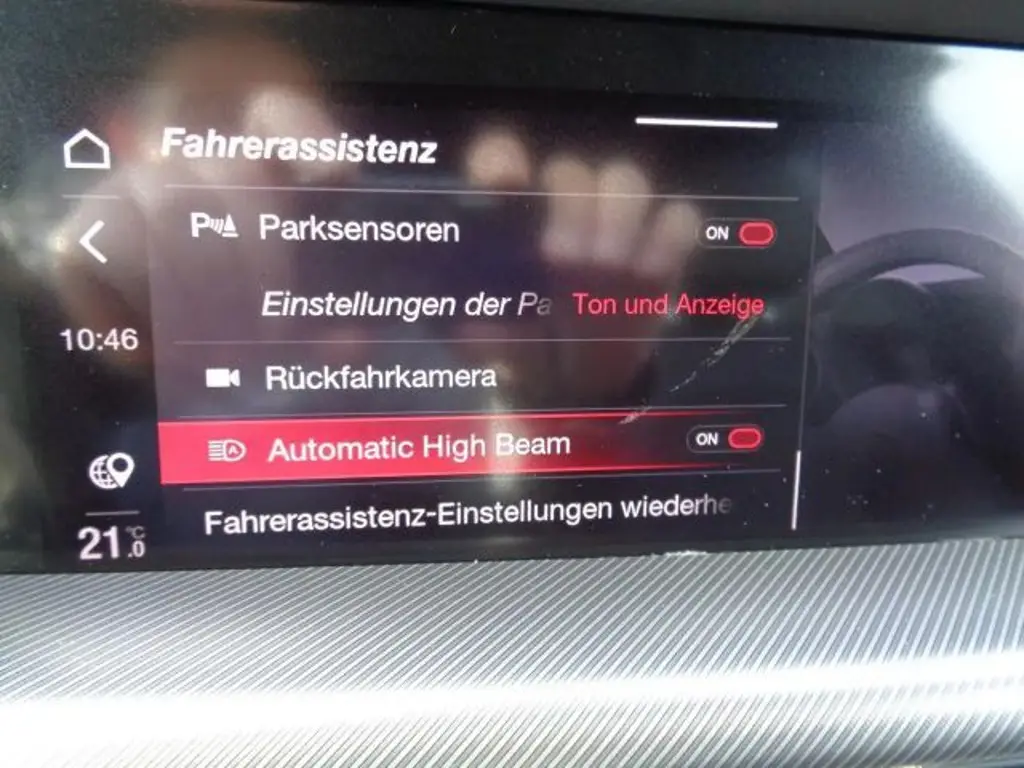 Fahrerassistenz
Parksensoren ON
Einstellungen der Pa Ton und Anzeige
10:46
Rückfahrkamera
Automatic High Beam ON
Fahrerassistenz-Einstellungen wiederhe
21.0 °C